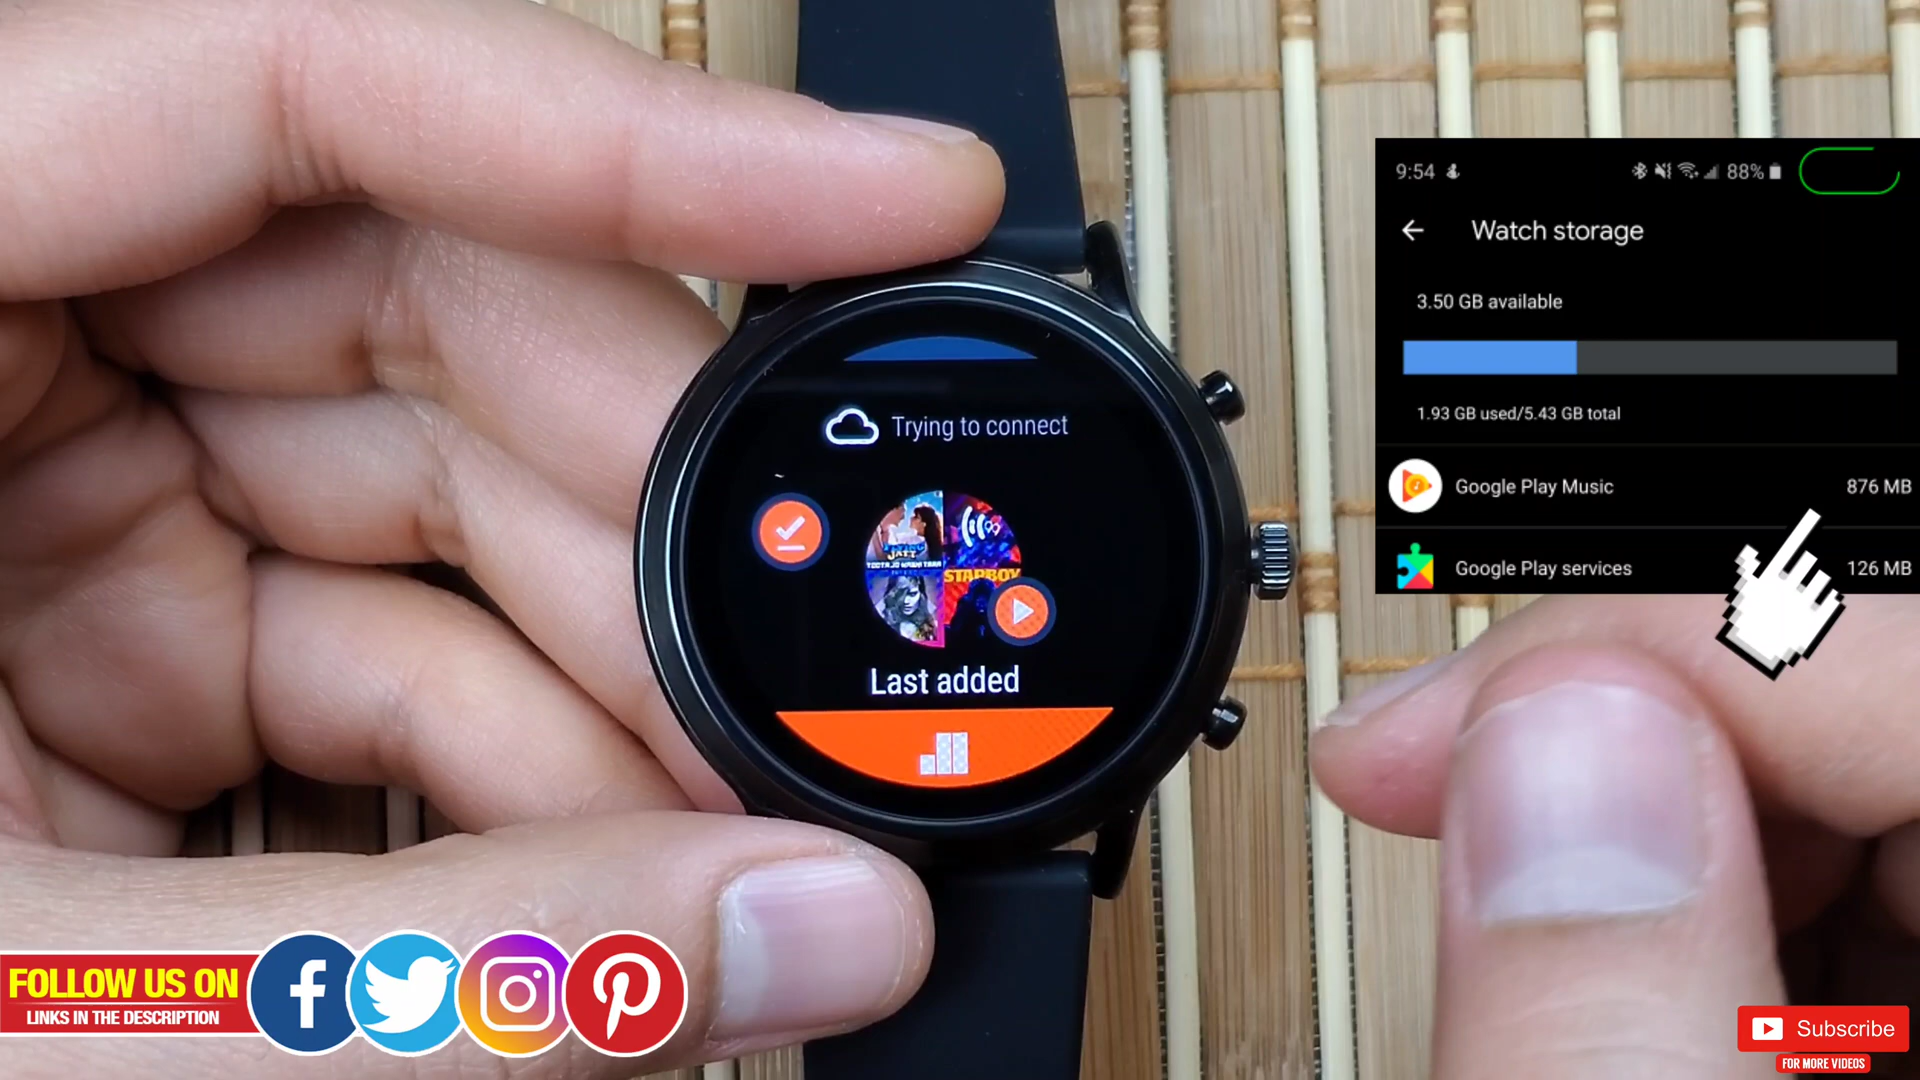 9:54
88%
Watch storage
3.50 GB available
1.93 GB used/5.43 GB total
Google Play Music 876 MB
Google Play services 126 MB
Trying to connect
FLYING
JATT
STARBOY
Last added
FOLLOW US ON
LINKS IN THE DESCRIPTION
Subscribe
FOR MORE VIDEOS